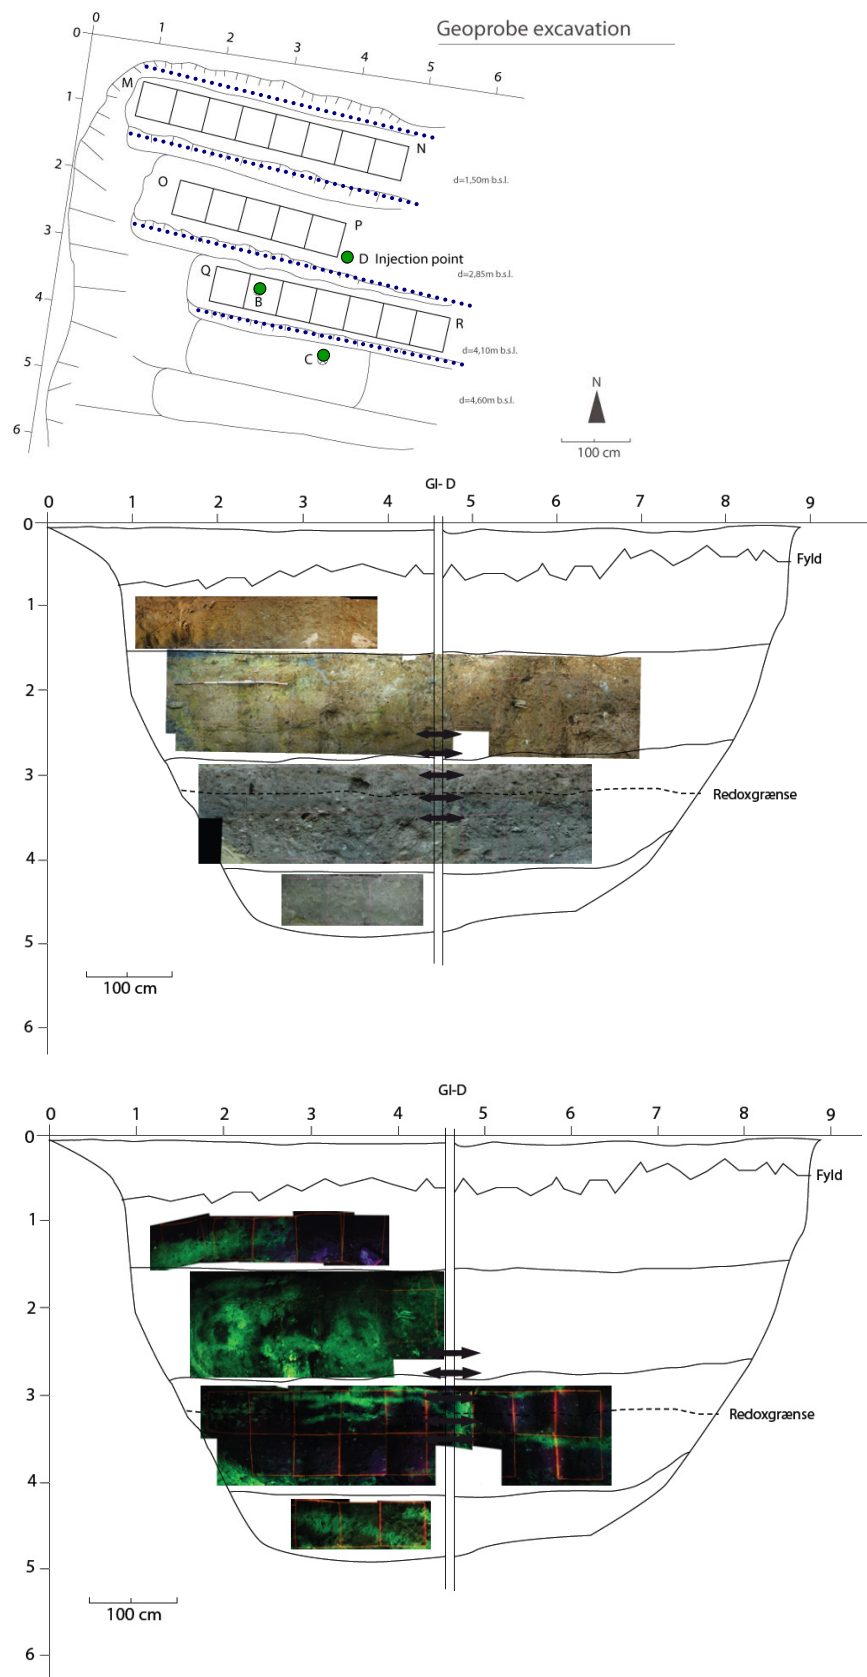 Geoprobe excavation
0 1 2 3 4 5 6
0
1
2
3
4
5
6
M
N
d=1,50m b.s.l.
O
P
D Injection point
d=2,85m b.s.l.
Q
B
R
d=4,10m b.s.l.
C
d=4,60m b.s.l.
N
100 cm
GI- D
0 1 2 3 4 5 6 7 8 9
0
Fyld
1
2
3
Redoxgrænse
4
5
100 cm
6
GI-D
0 1 2 3 4 5 6 7 8 9
0
Fyld
1
2
3
Redoxgrænse
4
5
100 cm
6